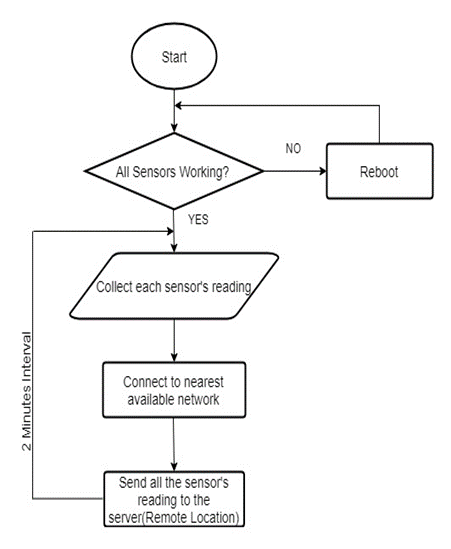 Start
All Sensors Working?
NO
Reboot
YES
Collect each sensor's reading
2 Minutes Interval
Connect to nearest
available network
Send all the sensor's
reading to the
server(Remote Location)